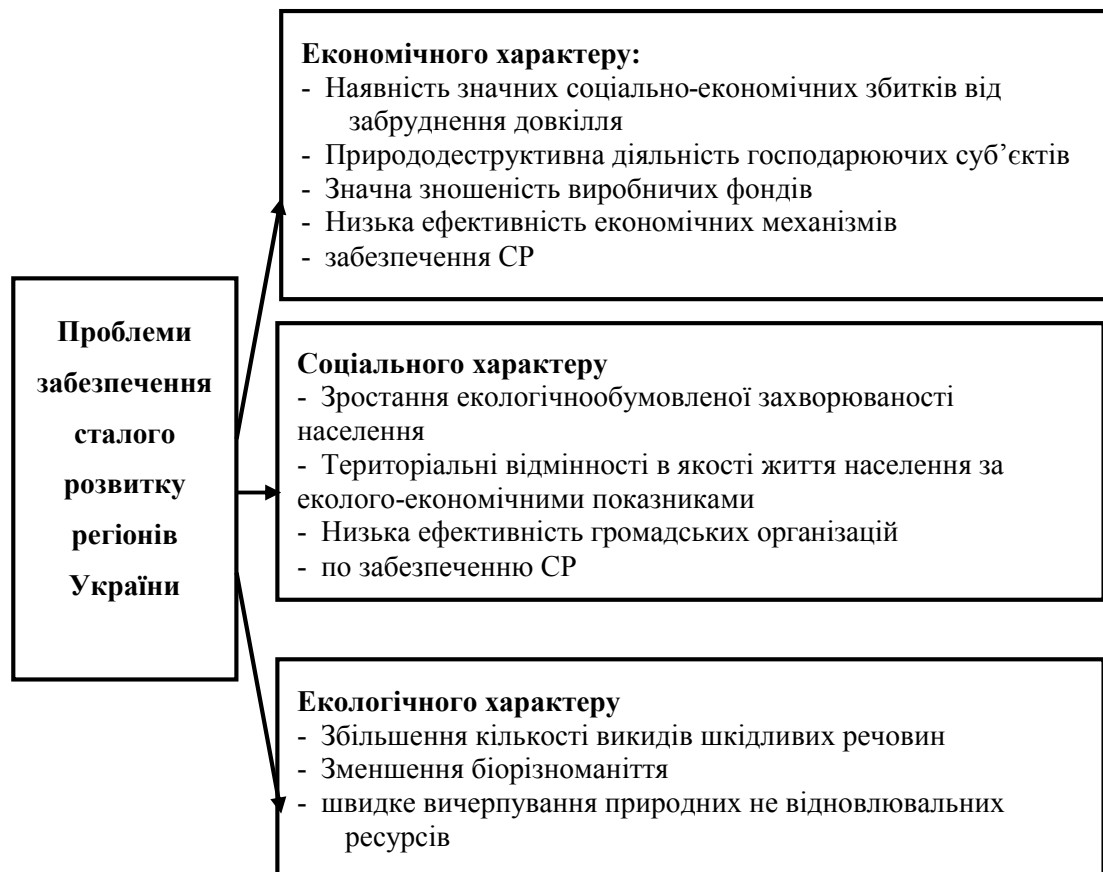 Проблеми
забезпечення
сталого
розвитку
регіонів
України
Економічного характеру:
- Наявність значних соціально-економічних збитків від
забруднення довкілля
- Природодеструктивна діяльність господарюючих суб’єктів
- Значна зношеність виробничих фондів
- Низька ефективність економічних механізмів
- забезпечення СР
Соціального характеру
- Зростання екологічнообумовленої захворюваності
населення
- Територіальні відмінності в якості життя населення за
еколого-економічними показниками
- Низька ефективність громадських організацій
- по забезпеченню СР
Екологічного характеру
- Збільшення кількості викидів шкідливих речовин
- Зменшення біорізноманіття
- швидке вичерпування природних не відновлювальних
ресурсів